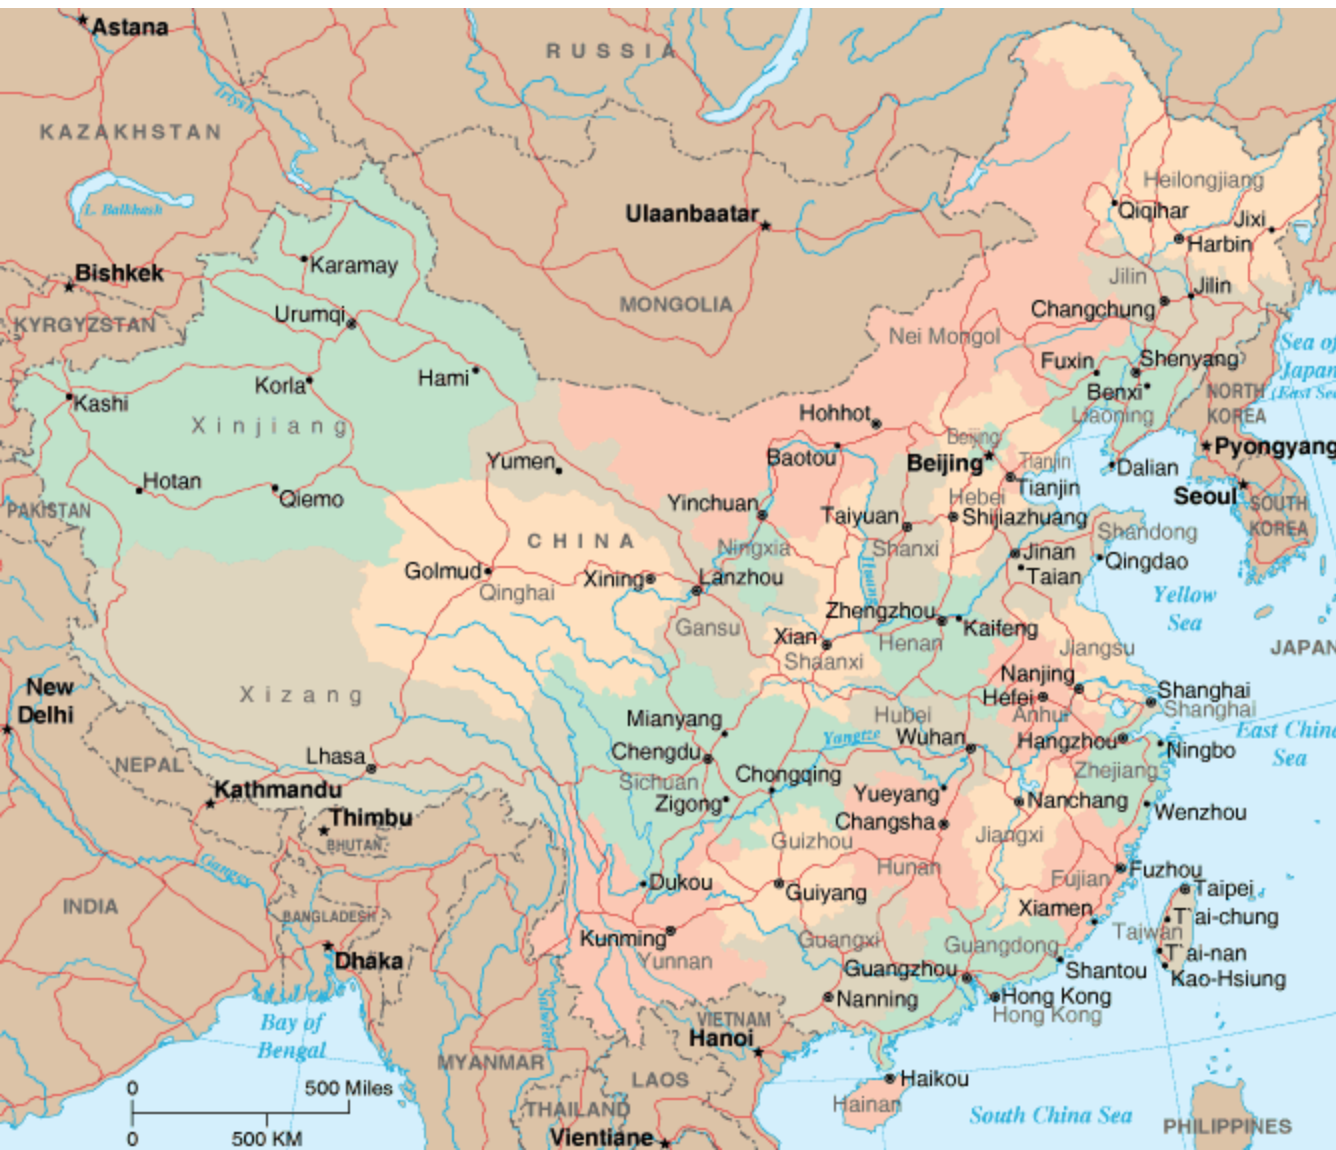 Astana
RUSSIA
Irtysh
KAZAKHSTAN
L. Balkhash
Heilongjiang
Qiqihar
Jixi
Harbin
Ulaanbaatar
Bishkek
Karamay
MONGOLIA
Jilin
Jilin
Changchung
KYRGYZSTAN
Urumqi
Nei Mongol
Sea of
Japan
(East Sea
Fuxin
Shenyang
Benxi
NORTH
KOREA
Liaoning
Kashi
Korla
Hami
Xinjiang
Hohhot
Baotou
Beijing
Beijing
Tianjin
Tianjin
Pyongyang
Dalian
Seoul
SOUTH
KOREA
Yumen
Hotan
Qiemo
PAKISTAN
Yinchuan
Taiyuan
Hebei
Shijiazhuang
Shandong
CHINA
Ningxia
Shanxi
Jinan
Taian
Qingdao
Golmud
Qinghai
Xining
Lanzhou
Huang
Yellow
Sea
Gansu
Zhengzhou
Kaifeng
Xian
Shaanxi
Henan
Jiangsu
JAPAN
Nanjing
Hefei
Anhui
Shanghai
Shanghai
New
Delhi
Xizang
Mianyang
Hubei
Yangtze
Wuhan
Hangzhou
Ningbo
East China
Sea
NEPAL
Lhasa
Chengdu
Sichuan
Chongqing
Zigong
Zhejiang
Kathmandu
Thimbu
BHUTAN
Yueyang
Changsha
Nanchang
Wenzhou
Guizhou
Jiangxi
Ganges
Dukou
Guiyang
Hunan
Fujian
Fuzhou
Taipei
INDIA
BANGLADESH
Xiamen
T'ai-chung
Taiwan
Kunming
Yunnan
Guangxi
Guangdong
T'ai-nan
Dhaka
Guangzhou
Shantou
Kao-Hsiung
Nanning
Hong Kong
Hong Kong
Salween
Bay of
Bengal
VIETNAM
Hanoi
MYANMAR
LAOS
Haikou
Hainan
0
500 Miles
THAILAND
South China Sea
PHILIPPINES
0
500 KM
Vientiane